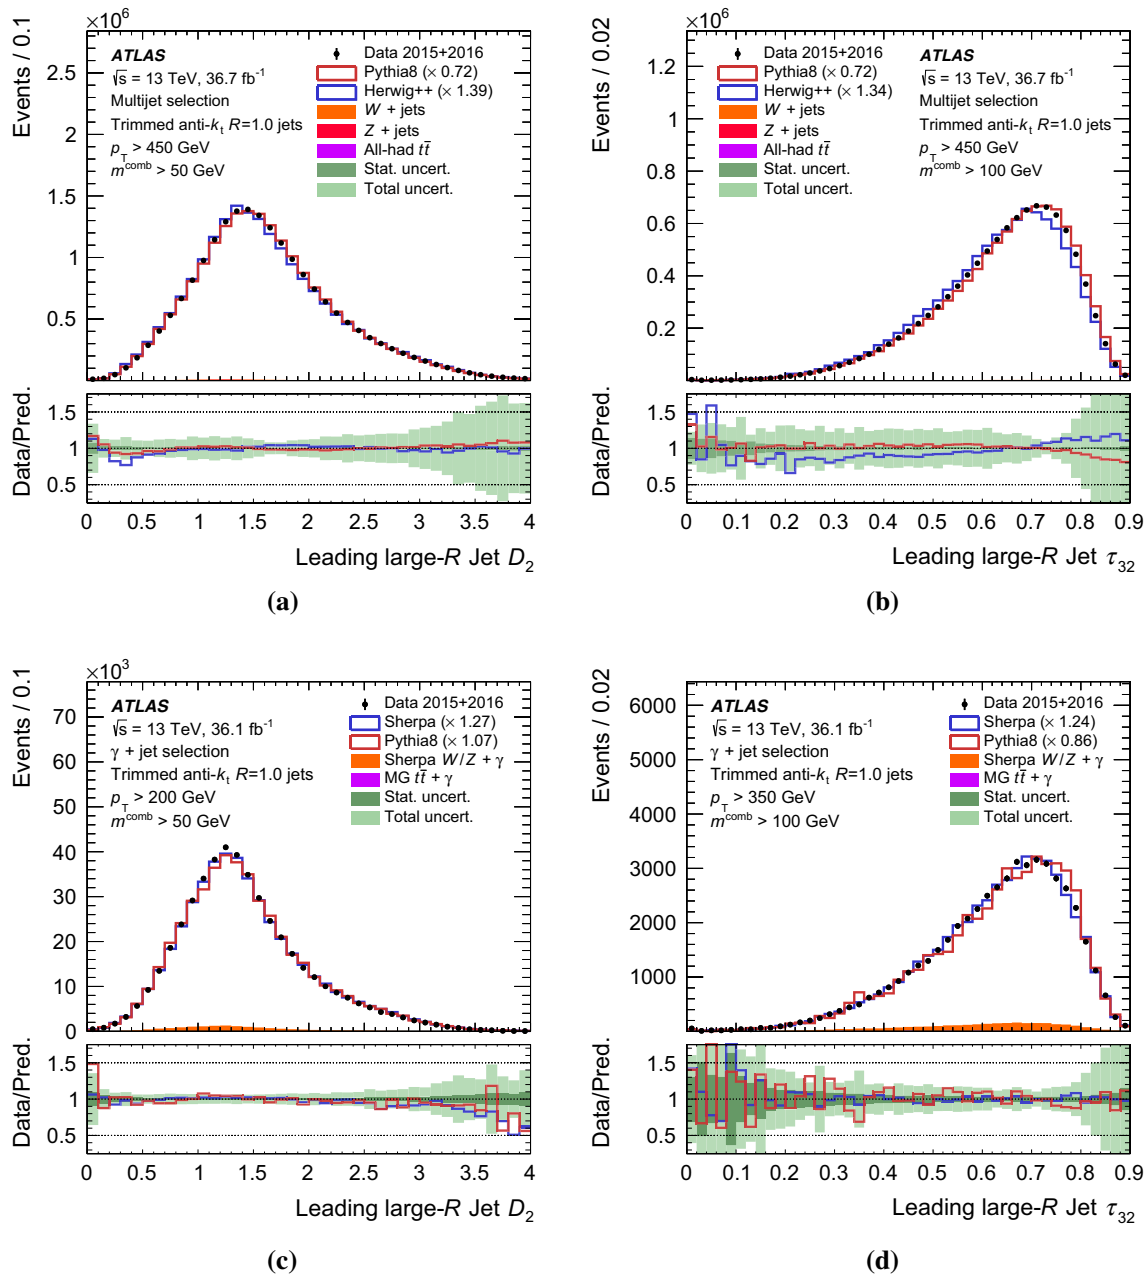 ×10⁶
Events / 0.1
2.5
2
1.5
1
0.5
ATLAS
√s = 13 TeV, 36.7 fb⁻¹
Multijet selection
Trimmed anti-kₜ R=1.0 jets
p_T > 450 GeV
m^comb > 50 GeV
Data 2015+2016
Pythia8 (× 0.72)
Herwig++ (× 1.39)
W + jets
Z + jets
All-had tt̄
Stat. uncert.
Total uncert.
Data/Pred.
1.5
1
0.5
0 0.5 1 1.5 2 2.5 3 3.5 4
Leading large-R Jet D₂
(a)
×10⁶
Events / 0.02
1.2
1
0.8
0.6
0.4
0.2
Data 2015+2016
Pythia8 (× 0.72)
Herwig++ (× 1.34)
W + jets
Z + jets
All-had tt̄
Stat. uncert.
Total uncert.
ATLAS
√s = 13 TeV, 36.7 fb⁻¹
Multijet selection
Trimmed anti-kₜ R=1.0 jets
p_T > 450 GeV
m^comb > 100 GeV
Data/Pred.
1.5
1
0.5
0 0.1 0.2 0.3 0.4 0.5 0.6 0.7 0.8 0.9
Leading large-R Jet τ₃₂
(b)
×10³
Events / 0.1
70
60
50
40
30
20
10
0
ATLAS
√s = 13 TeV, 36.1 fb⁻¹
γ + jet selection
Trimmed anti-kₜ R=1.0 jets
p_T > 200 GeV
m^comb > 50 GeV
Data 2015+2016
Sherpa (× 1.27)
Pythia8 (× 1.07)
Sherpa W/Z + γ
MG tt̄ + γ
Stat. uncert.
Total uncert.
Data/Pred.
1.5
1
0.5
0 0.5 1 1.5 2 2.5 3 3.5 4
Leading large-R Jet D₂
(c)
Events / 0.02
6000
5000
4000
3000
2000
1000
ATLAS
√s = 13 TeV, 36.1 fb⁻¹
γ + jet selection
Trimmed anti-kₜ R=1.0 jets
p_T > 350 GeV
m^comb > 100 GeV
Data 2015+2016
Sherpa (× 1.24)
Pythia8 (× 0.86)
Sherpa W/Z + γ
MG tt̄ + γ
Stat. uncert.
Total uncert.
Data/Pred.
1.5
1
0.5
0 0.1 0.2 0.3 0.4 0.5 0.6 0.7 0.8 0.9
Leading large-R Jet τ₃₂
(d)